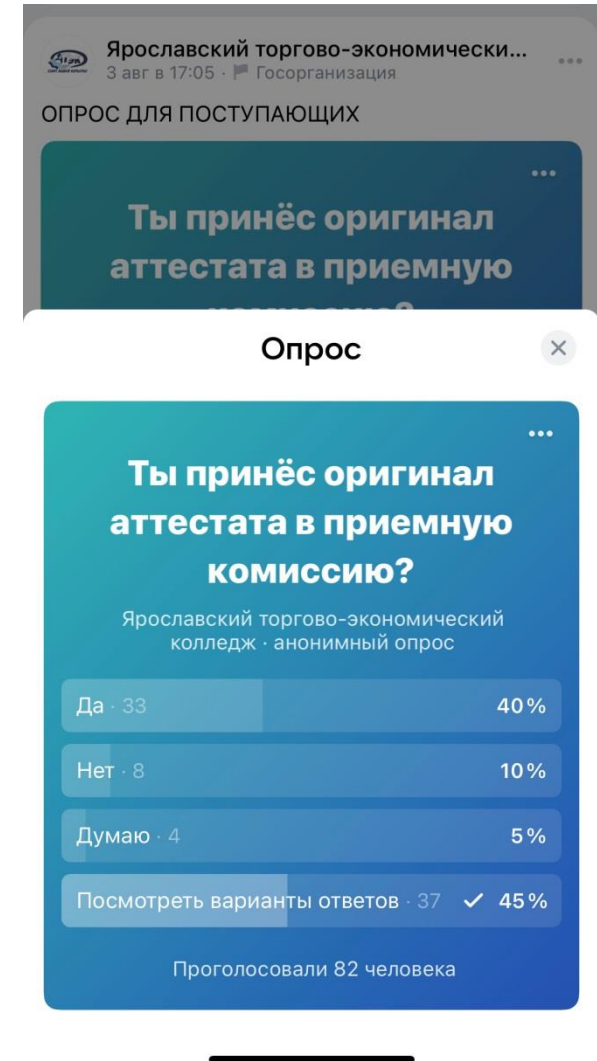 Ярославский торгово-экономически...
3 авг в 17:05 · Госорганизация
ОПРОС ДЛЯ ПОСТУПАЮЩИХ
Ты принёс оригинал
аттестата в приемную
Опрос
Ты принёс оригинал
аттестата в приемную
комиссию?
Ярославский торгово-экономический
колледж · анонимный опрос
Да · 33 40%
Нет · 8 10%
Думаю · 4 5%
Посмотреть варианты ответов · 37 45%
Проголосовали 82 человека